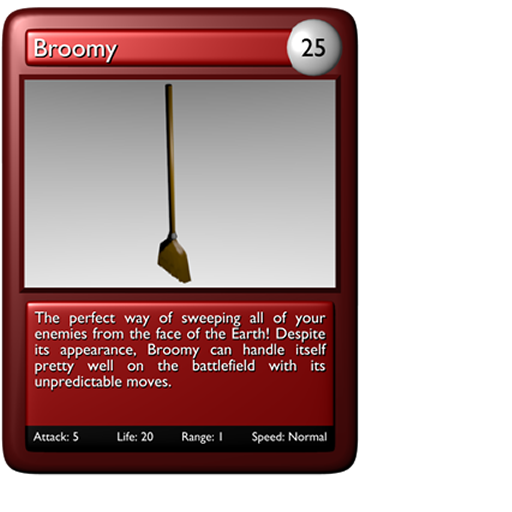 Broomy
25
The perfect way of sweeping all of your
enemies from the face of the Earth! Despite
its appearance, Broomy can handle itself
pretty well on the battlefield with its
unpredictable moves.
Attack: 5 Life: 20 Range: 1 Speed: Normal